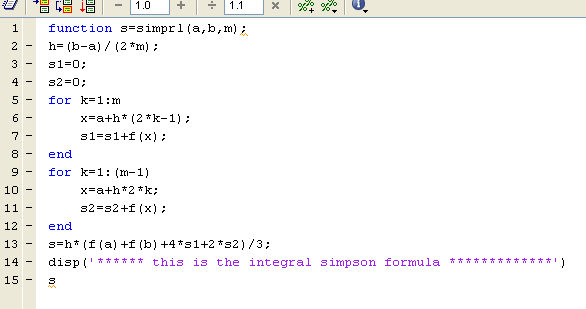 − 1.0 + ÷ 1.1 ×
1 − function s=simprl(a,b,m);
2 − h=(b-a)/(2*m);
3 − s1=0;
4 − s2=0;
5 − for k=1:m
6 − x=a+h*(2*k-1);
7 − s1=s1+f(x);
8 − end
9 − for k=1:(m-1)
10 − x=a+h*2*k;
11 − s2=s2+f(x);
12 − end
13 − s=h*(f(a)+f(b)+4*s1+2*s2)/3;
14 − disp('****** this is the integral simpson formula *************')
15 − s